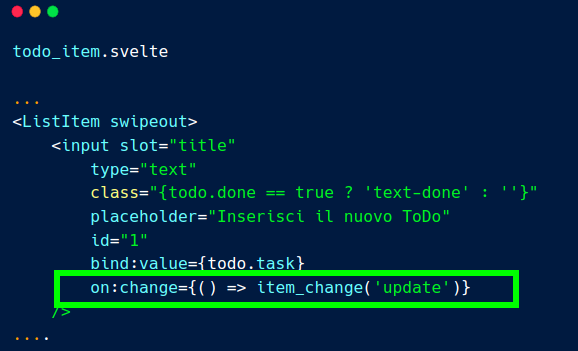 todo_item.svelte
...
<ListItem swipeout>
<input slot="title"
type="text"
class="{todo.done == true ? 'text-done' : ''}"
placeholder="Inserisci il nuovo ToDo"
id="1"
bind:value={todo.task}
on:change={() => item_change('update')}
/>
....